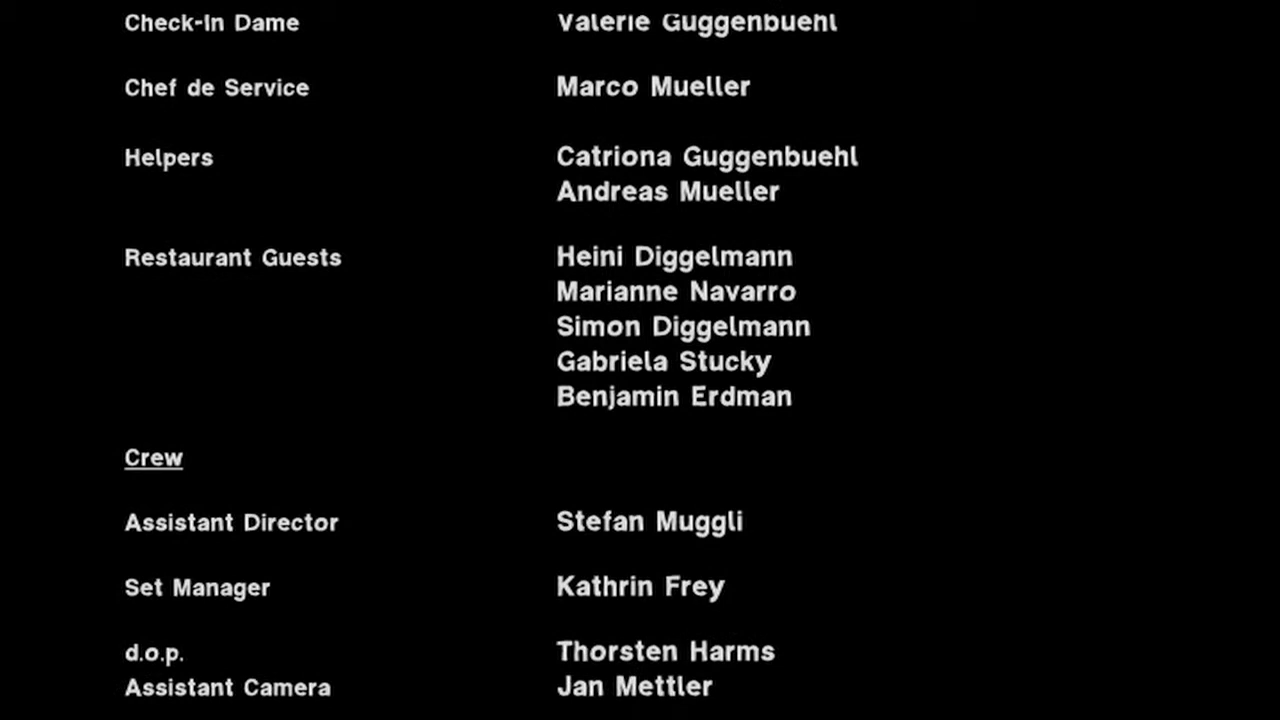 Check-In Dame Valerie Guggenbuehl
Chef de Service Marco Mueller
Helpers Catriona Guggenbuehl
Andreas Mueller
Restaurant Guests Heini Diggelmann
Marianne Navarro
Simon Diggelmann
Gabriela Stucky
Benjamin Erdman
Crew
Assistant Director Stefan Muggli
Set Manager Kathrin Frey
d.o.p. Thorsten Harms
Assistant Camera Jan Mettler